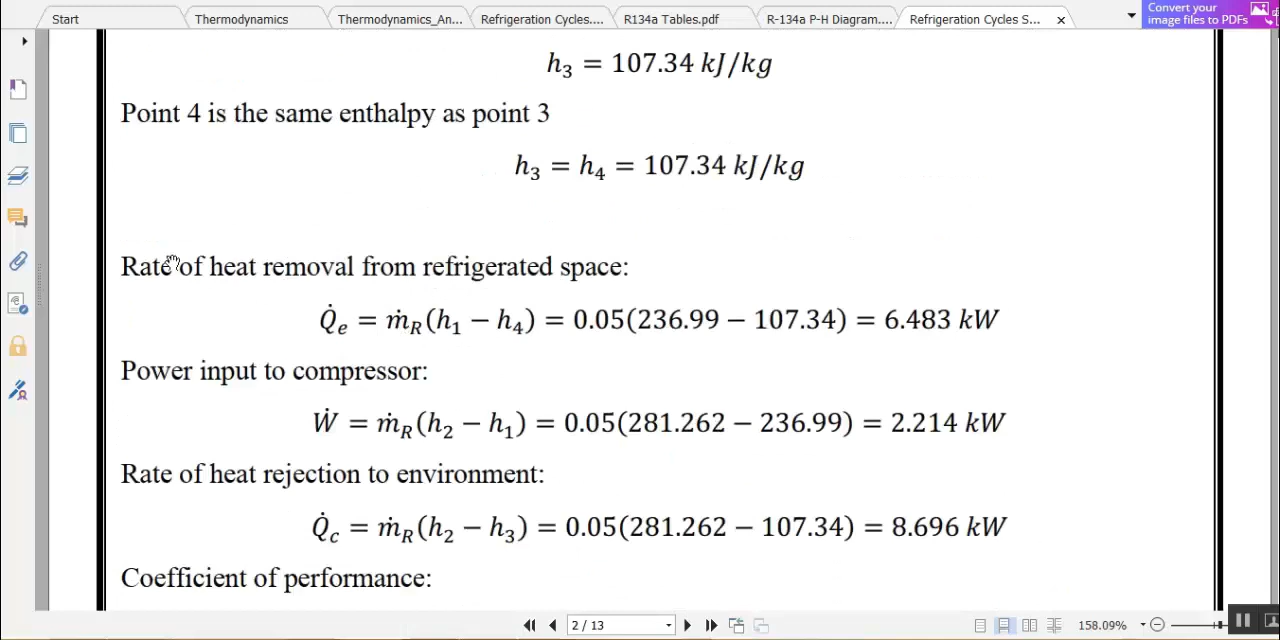 Start
Thermodynamics
Thermodynamics_An...
Refrigeration Cycles....
R134a Tables.pdf
R-134a P-H Diagram....
Refrigeration Cycles S...
Convert your
image files to PDFs
h₃ = 107.34 kJ/kg
Point 4 is the same enthalpy as point 3
h₃ = h₄ = 107.34 kJ/kg
Rate of heat removal from refrigerated space:
Q̇ₑ = ṁ_R(h₁ − h₄) = 0.05(236.99 − 107.34) = 6.483 kW
Power input to compressor:
Ẇ = ṁ_R(h₂ − h₁) = 0.05(281.262 − 236.99) = 2.214 kW
Rate of heat rejection to environment:
Q̇_c = ṁ_R(h₂ − h₃) = 0.05(281.262 − 107.34) = 8.696 kW
Coefficient of performance:
2 / 13
158.09%